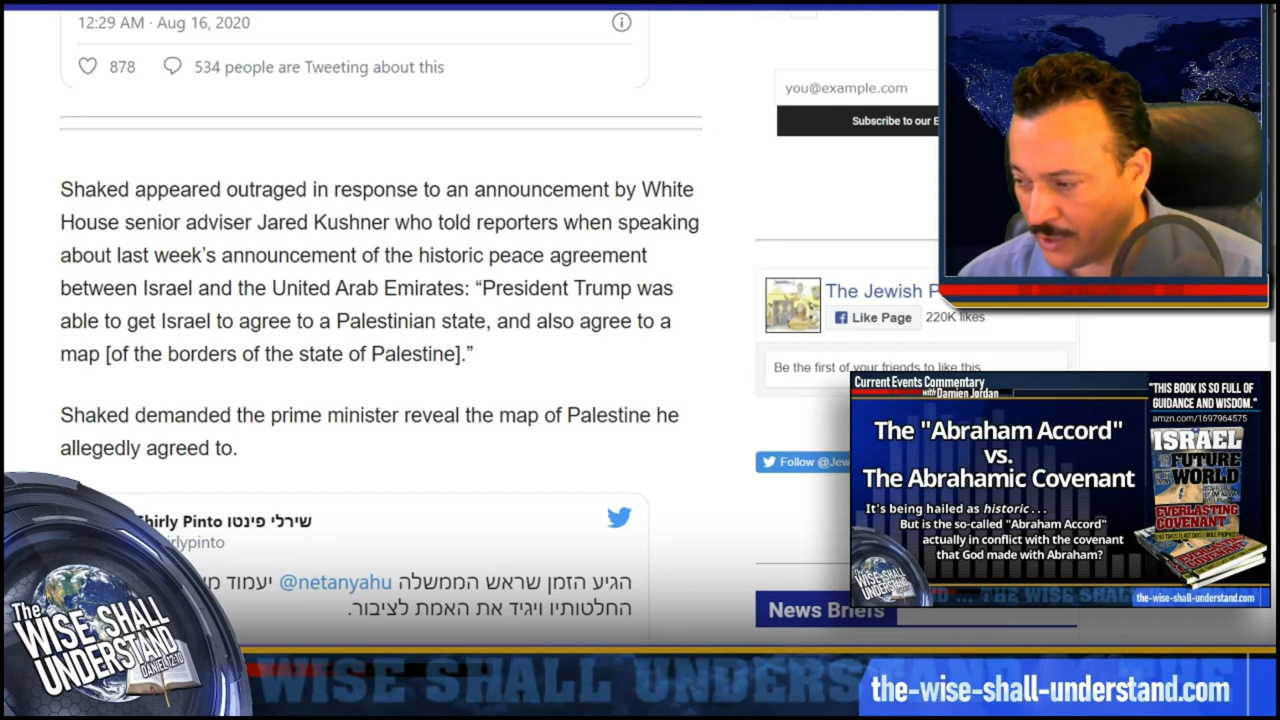 12:29 AM · Aug 16, 2020
878
534 people are Tweeting about this
Shaked appeared outraged in response to an announcement by White
House senior adviser Jared Kushner who told reporters when speaking
about last week's announcement of the historic peace agreement
between Israel and the United Arab Emirates: “President Trump was
able to get Israel to agree to a Palestinian state, and also agree to a
map [of the borders of the state of Palestine].”
Shaked demanded the prime minister reveal the map of Palestine he
allegedly agreed to.
Pinto שירלי פינטו
הגיע הזמן שראש הממשלה @netanyahu יעמוד
החלטותיו ויגיד את האמת לציבור.
you@example.com
Subscribe to our
The Jewish
Like Page
220K likes
Be the first of your friends to like this
Follow
News Briefs
Current Events Commentary
with Damien Jordan
The "Abraham Accord"
vs.
The Abrahamic Covenant
It's being hailed as historic . . .
But is the so-called "Abraham Accord"
actually in conflict with the covenant
that God made with Abraham?
"THIS BOOK IS SO FULL OF
GUIDANCE AND WISDOM."
amzn.com/1697964575
ISRAEL
FUTURE
WORLD
EVERLASTING
COVENANT
THE WISE SHALL
UNDERSTAND
the-wise-shall-understand.com
The
WISE SHALL
UNDERSTAND
DANIEL 12:10
WISE SHALL UNDERS
the-wise-shall-understand.com